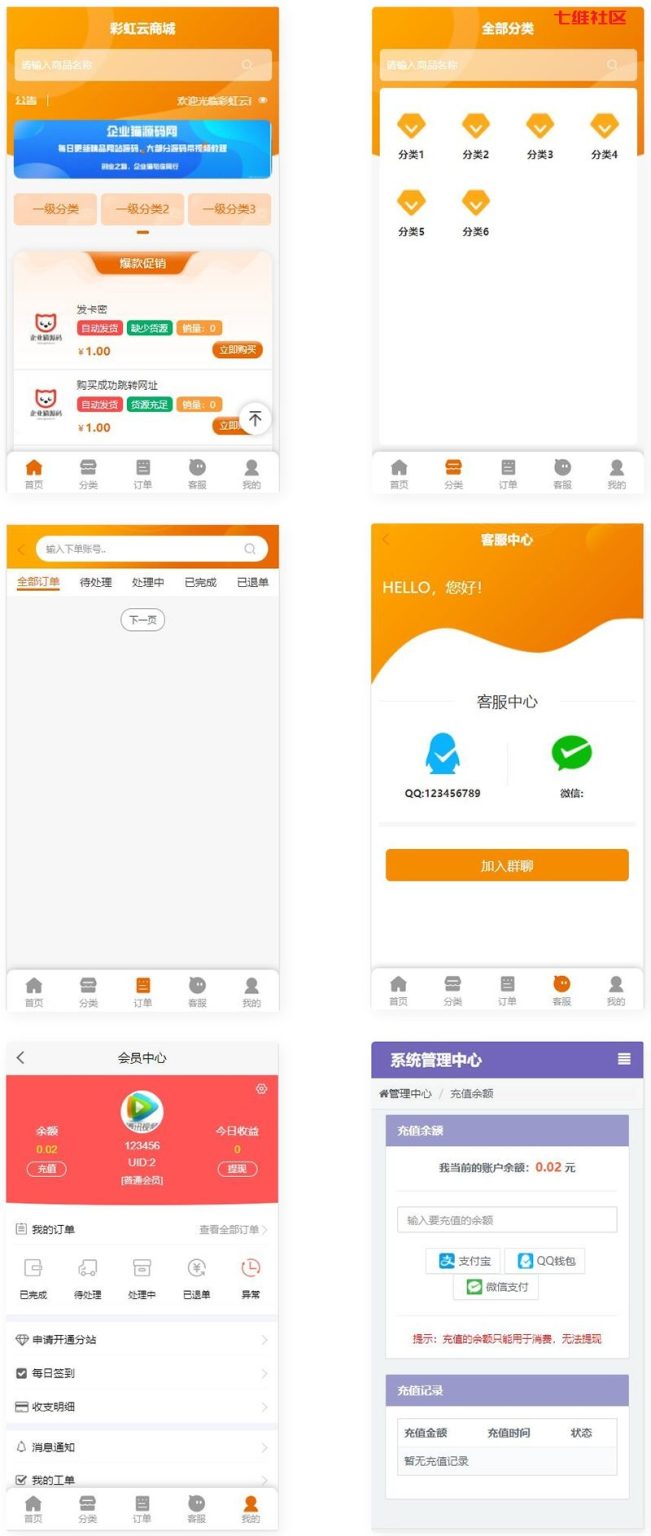 彩虹云商城
请输入商品名称
公告
欢迎光临彩虹云
企业猫源码网
每日更新精品网站源码、大部分源码带视频教程
创业之路，企业猫陪你同行
一级分类 一级分类2 一级分类3
爆款促销
企业猫源码
发卡密
自动发货 缺少货源 销量：0
¥1.00 立即购买
企业猫源码
购买成功跳转网址
自动发货 货源充足 销量：0
¥1.00 立即
首页 分类 订单 客服 我的
七维社区
全部分类
请输入商品名称
分类1 分类2 分类3 分类4
分类5 分类6
首页 分类 订单 客服 我的
输入下单账号..
全部订单 待处理 处理中 已完成 已退单
下一页
首页 分类 订单 客服 我的
客服中心
HELLO，您好！
客服中心
QQ:123456789 微信:
加入群聊
首页 分类 订单 客服 我的
会员中心
腾讯视频
余额 今日收益
0.02 123456 0
充值 UID:2 提现
[普通会员]
我的订单 查看全部订单
已完成 待处理 处理中 已退单 异常
申请开通分站
每日签到
收支明细
消息通知
我的工单
首页 分类 订单 客服 我的
系统管理中心
管理中心 / 充值余额
充值余额
我当前的账户余额：0.02 元
输入要充值的余额
支付宝 QQ钱包
微信支付
提示：充值的余额只能用于消费，无法提现
充值记录
充值金额 充值时间 状态
暂无充值记录